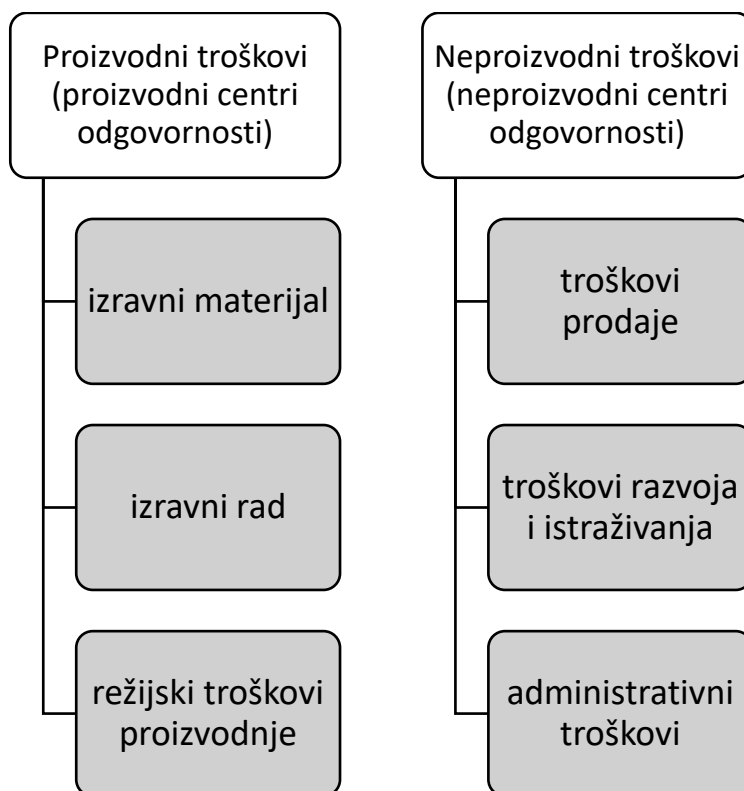 Proizvodni troškovi
(proizvodni centri
odgovornosti)
izravni materijal
izravni rad
režijski troškovi
proizvodnje
Neproizvodni troškovi
(neproizvodni centri
odgovornosti)
troškovi
prodaje
troškovi razvoja
i istraživanja
administrativni
troškovi